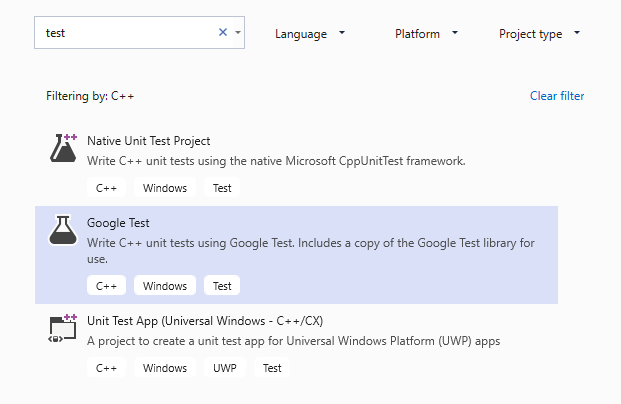 test
Language
Platform
Project type
Filtering by: C++
Clear filter
Native Unit Test Project
Write C++ unit tests using the native Microsoft CppUnitTest framework.
C++ Windows Test
Google Test
Write C++ unit tests using Google Test. Includes a copy of the Google Test library for
use.
C++ Windows Test
Unit Test App (Universal Windows - C++/CX)
A project to create a unit test app for Universal Windows Platform (UWP) apps
C++ Windows UWP Test